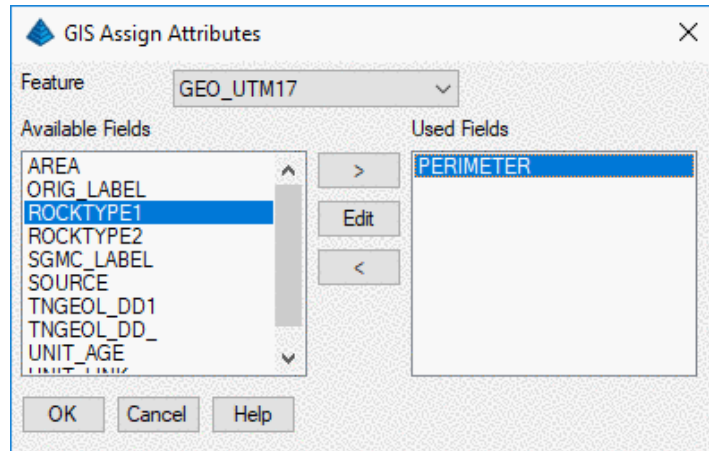 GIS Assign Attributes
Feature
GEO_UTM17
Available Fields
Used Fields
AREA
ORIG_LABEL
ROCKTYPE1
ROCKTYPE2
SGMC_LABEL
SOURCE
TNGEOL_DD1
TNGEOL_DD_
UNIT_AGE
UNIT_LINK
>
Edit
<
PERIMETER
OK Cancel Help